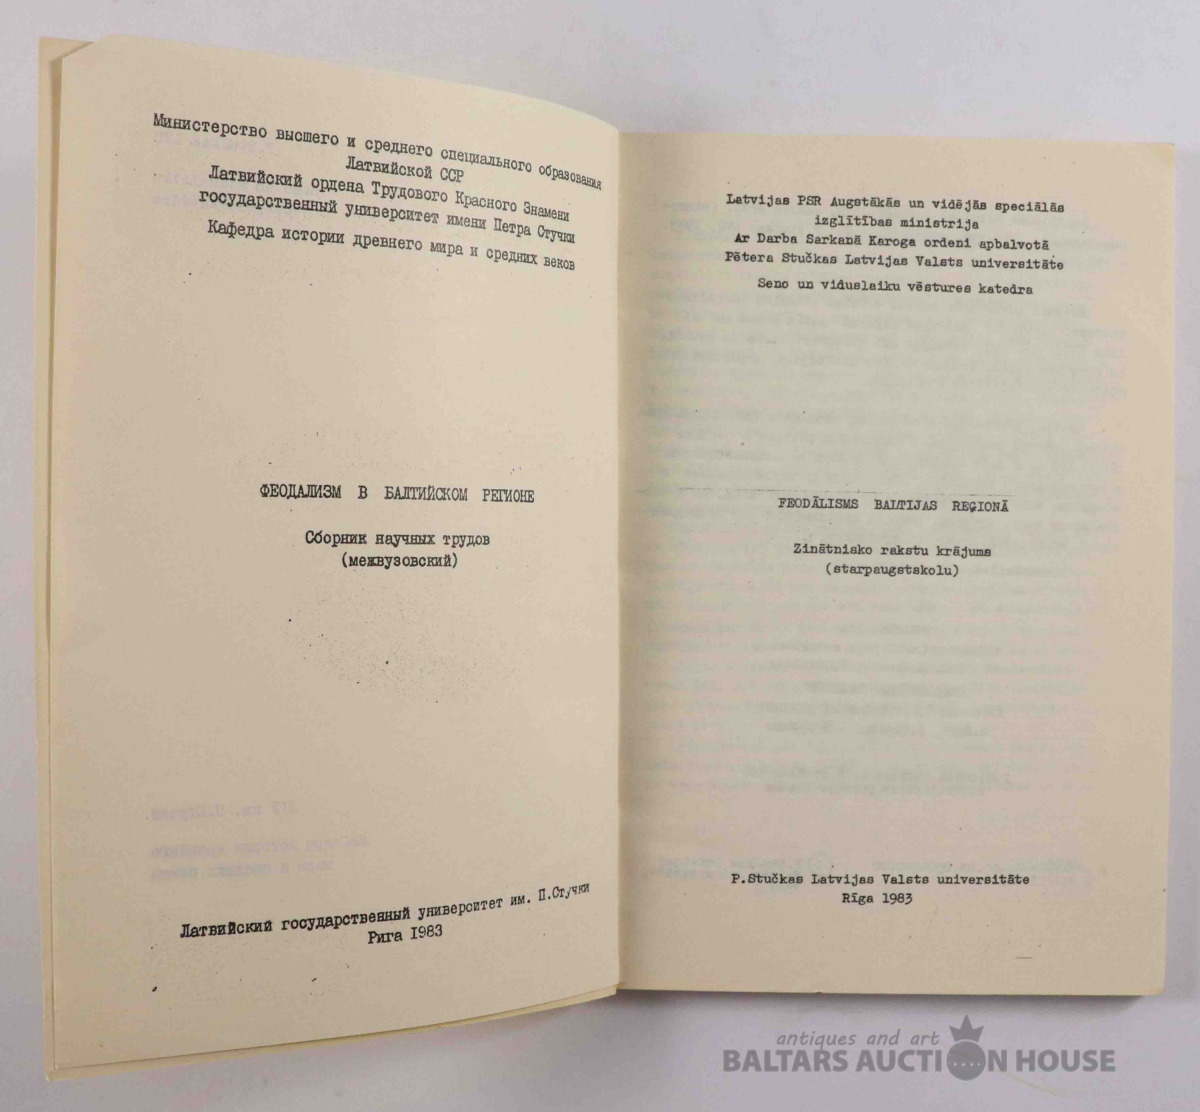 Министерство высшего и среднего специального образования
Латвийской ССР
Латвийский ордена Трудового Красного Знамени
государственный университет имени Петра Стучки
Кафедра истории древнего мира и средних веков
ФЕОДАЛИЗМ В БАЛТИЙСКОМ РЕГИОНЕ
Сборник научных трудов
(межвузовский)
Латвийский государственный университет им. П.Стучки
Рига 1983
Latvijas PSR Augstākās un vidējās speciālās
izglītības ministrija
Ar Darba Sarkanā Karoga ordeni apbalvotā
Pētera Stučkas Latvijas Valsts universitāte
Seno un viduslaiku vēstures katedra
FEODĀLISMS BALTIJAS REĢIONĀ
Zinātnisko rakstu krājums
(starpaugstskolu)
P.Stučkas Latvijas Valsts universitāte
Rīga 1983
antiques and art
BALTARS AUCTION HOUSE